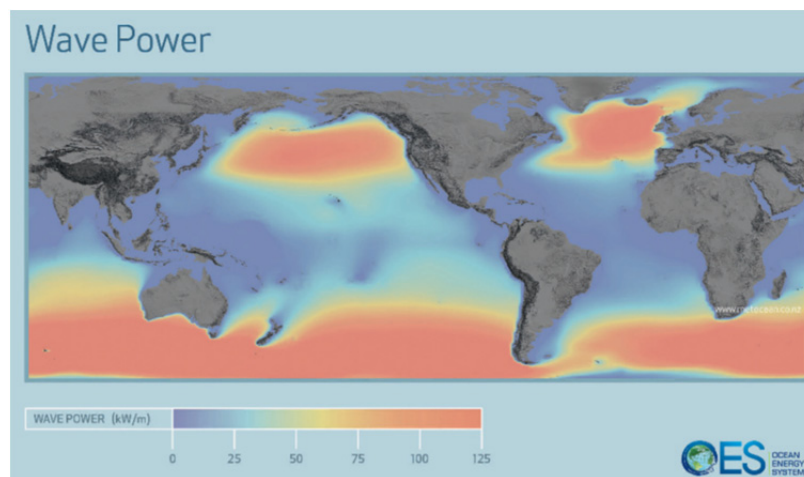 Wave Power
WAVE POWER (kW/m)
0 25 50 75 100 125
OES OCEAN
ENERGY
SYSTEM